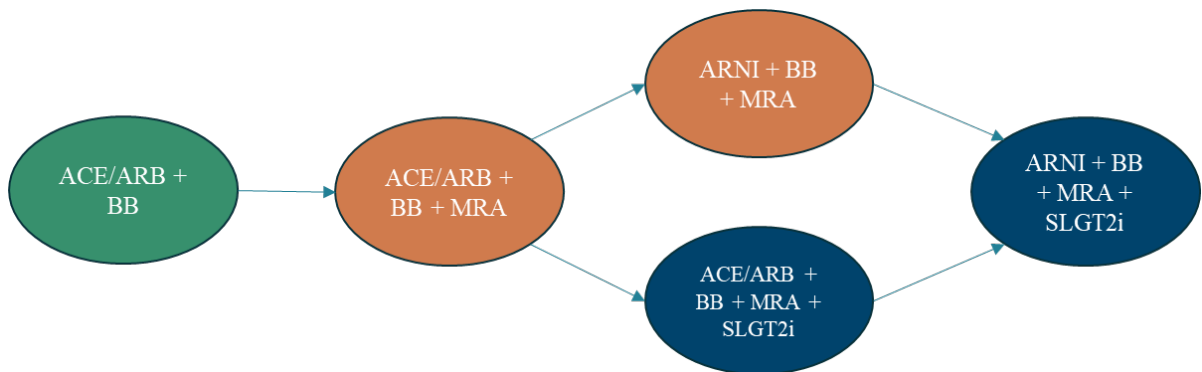 ACE/ARB +
BB
ACE/ARB +
BB + MRA
ARNI + BB
+ MRA
ACE/ARB +
BB + MRA +
SLGT2i
ARNI + BB
+ MRA +
SLGT2i